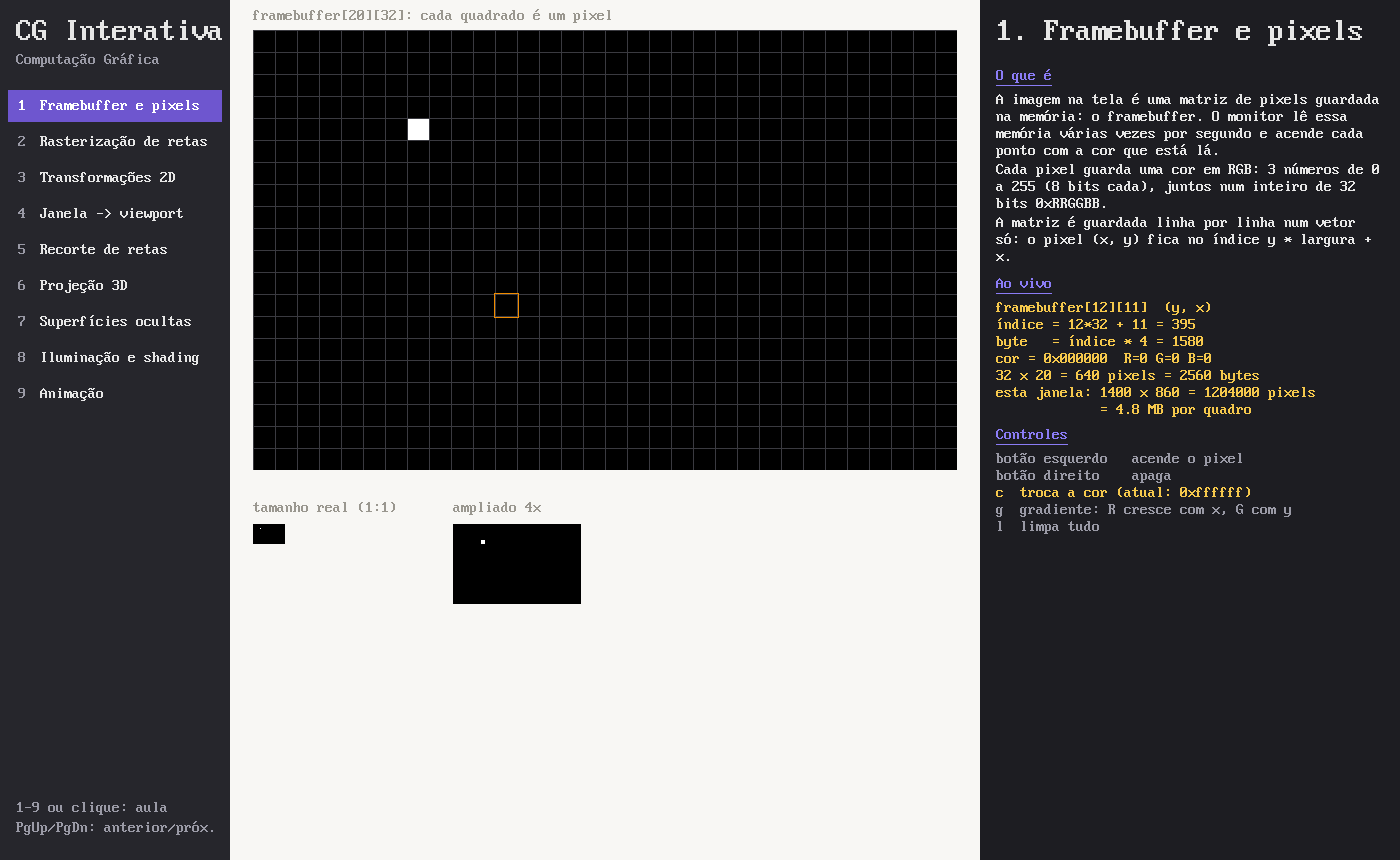 CG Interativa
Computação Gráfica
1 Framebuffer e pixels
2 Rasterização de retas
3 Transformações 2D
4 Janela -> viewport
5 Recorte de retas
6 Projeção 3D
7 Superfícies ocultas
8 Iluminação e shading
9 Animação
1-9 ou clique: aula
PgUp/PgDn: anterior/próx.
framebuffer[20][32]: cada quadrado é um pixel
tamanho real (1:1)
ampliado 4x
1. Framebuffer e pixels
O que é
A imagem na tela é uma matriz de pixels guardada
na memória: o framebuffer. O monitor lê essa
memória várias vezes por segundo e acende cada
ponto com a cor que está lá.
Cada pixel guarda uma cor em RGB: 3 números de 0
a 255 (8 bits cada), juntos num inteiro de 32
bits 0xRRGGBB.
A matriz é guardada linha por linha num vetor
só: o pixel (x, y) fica no índice y * largura +
x.
Ao vivo
framebuffer[12][11]  (y, x)
índice = 12*32 + 11 = 395
byte   = índice * 4 = 1580
cor = 0x000000  R=0 G=0 B=0
32 x 20 = 640 pixels = 2560 bytes
esta janela: 1400 x 860 = 1204000 pixels
= 4.8 MB por quadro
Controles
botão esquerdo   acende o pixel
botão direito    apaga
c  troca a cor (atual: 0xffffff)
g  gradiente: R cresce com x, G com y
l  limpa tudo